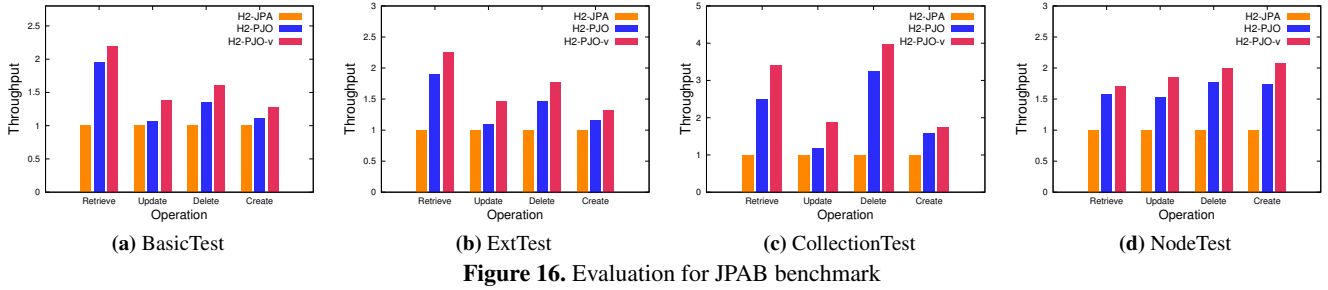 H2-JPA
H2-PJO
H2-PJO-v
2.5
2
1.5
1
0.5
0
Throughput
Retrieve Update Delete Create
Operation
(a) BasicTest
H2-JPA
H2-PJO
H2-PJO-v
3
2.5
2
1.5
1
0.5
0
Throughput
Retrieve Update Delete Create
Operation
(b) ExtTest
H2-JPA
H2-PJO
H2-PJO-v
5
4
3
2
1
0
Throughput
Retrieve Update Delete Create
Operation
(c) CollectionTest
H2-JPA
H2-PJO
H2-PJO-v
3
2.5
2
1.5
1
0.5
0
Throughput
Retrieve Update Delete Create
Operation
(d) NodeTest
Figure 16. Evaluation for JPAB benchmark